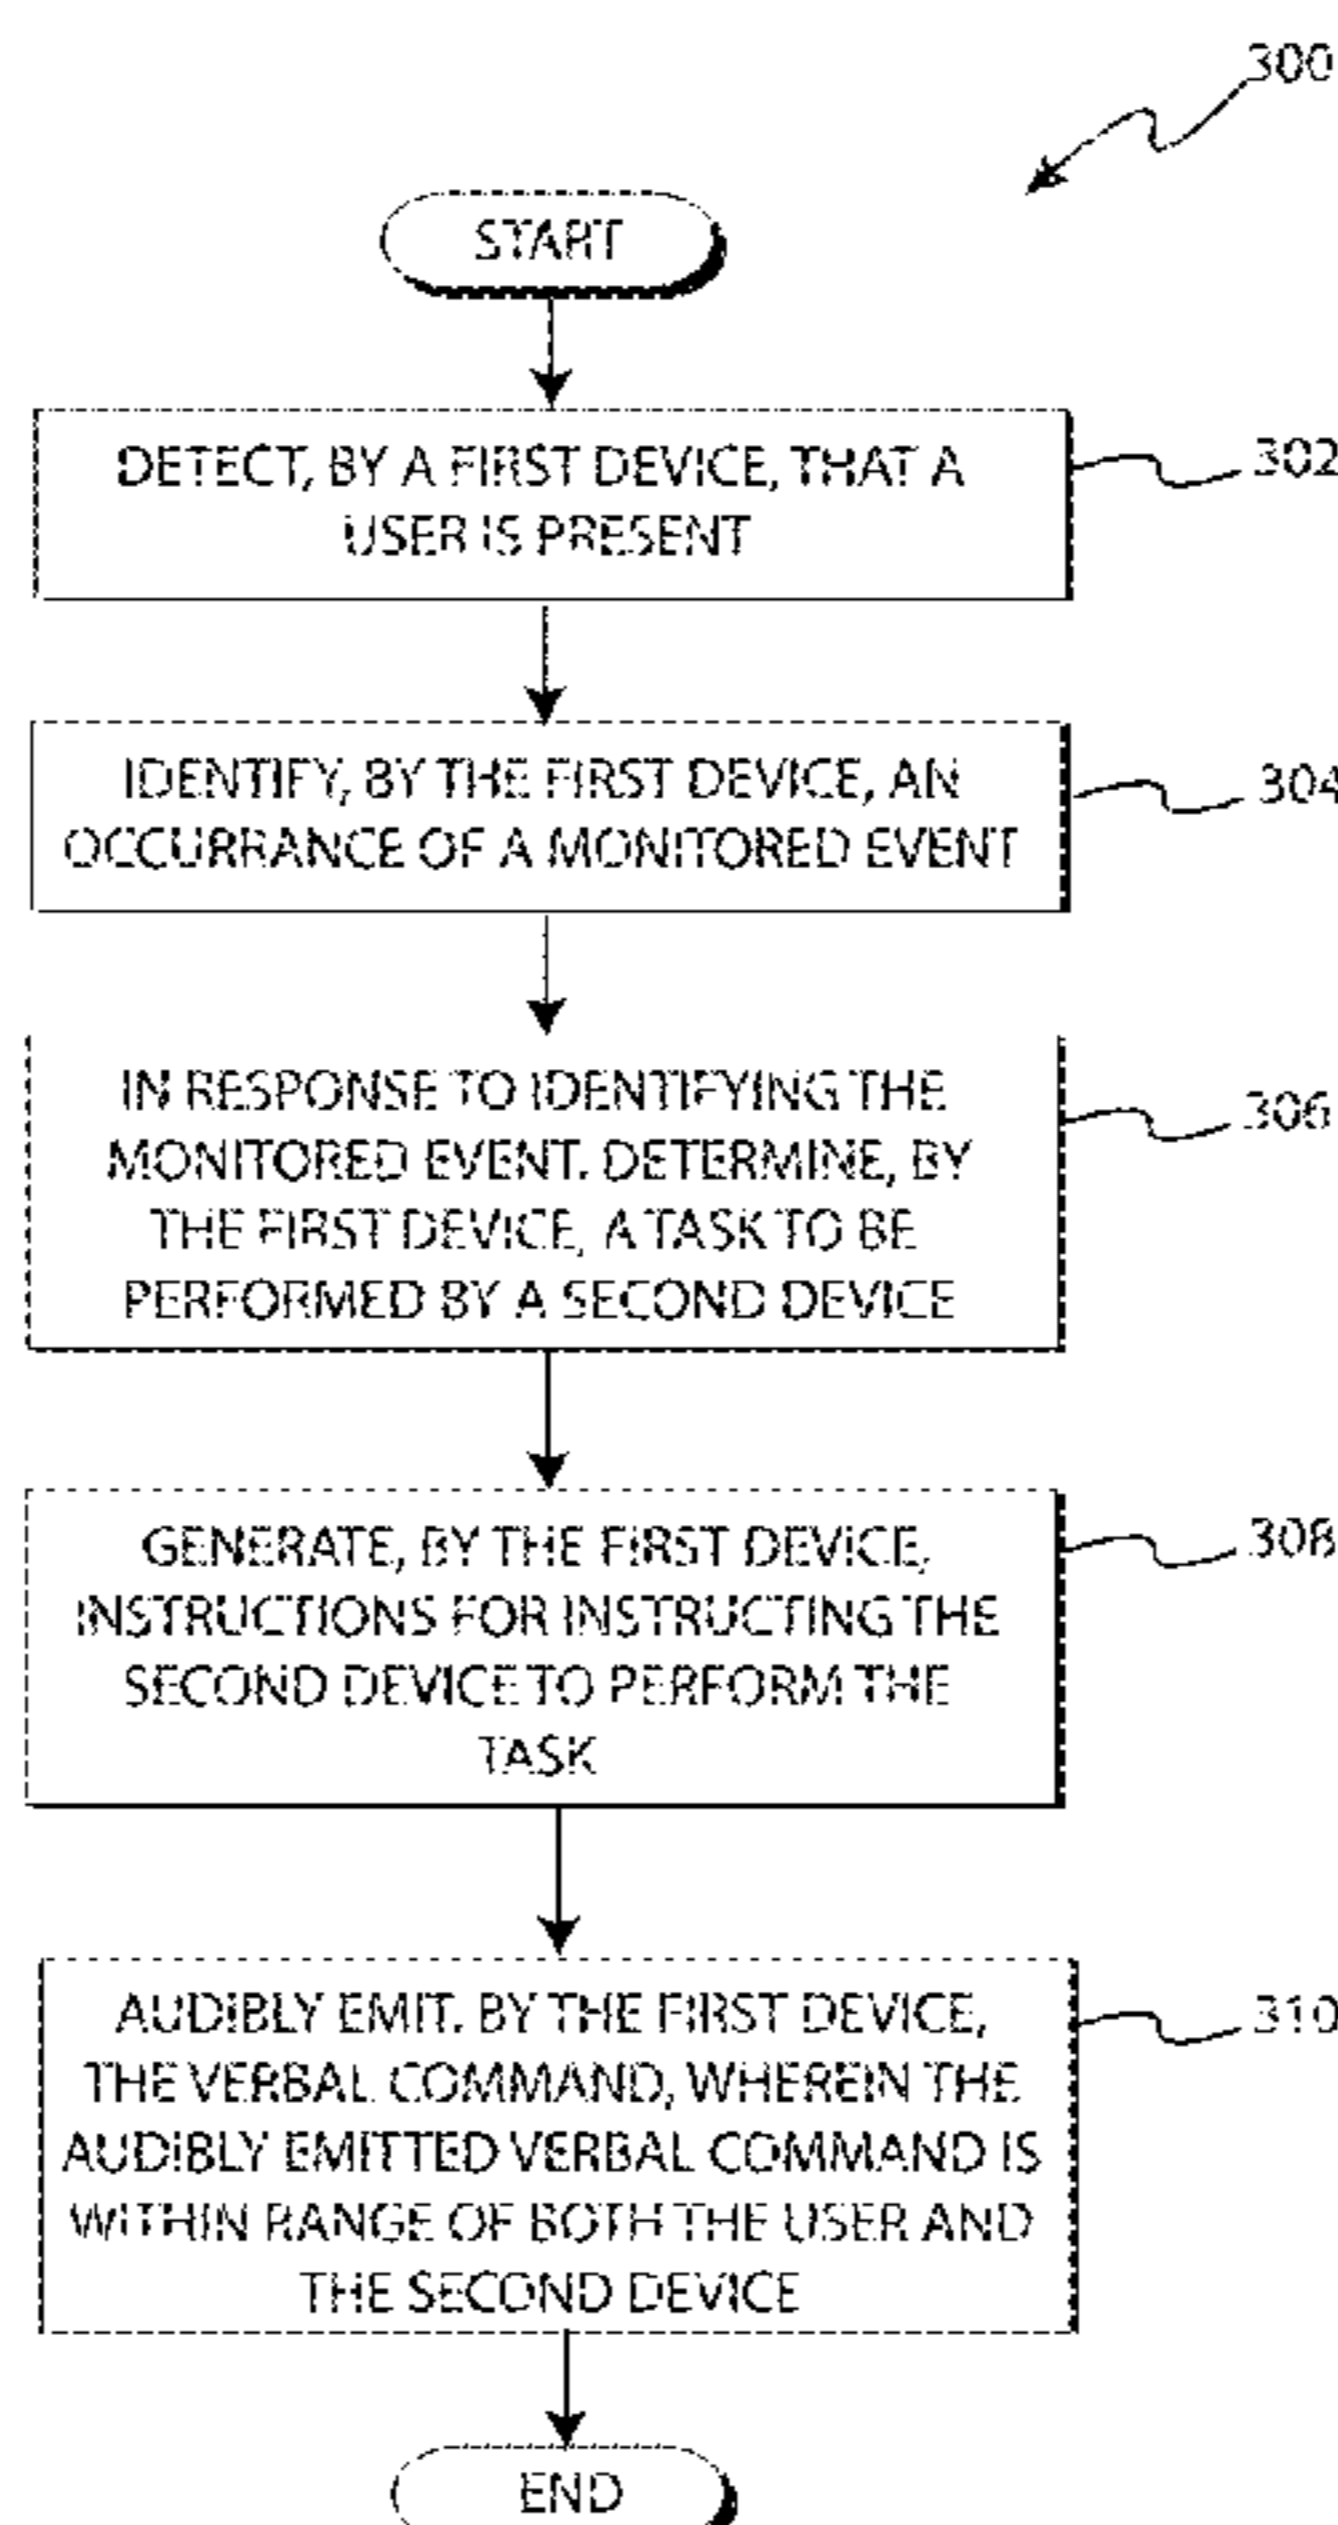 300
START
DETECT, BY A FIRST DEVICE, THAT A
USER IS PRESENT
302
IDENTIFY, BY THE FIRST DEVICE, AN
OCCURRANCE OF A MONITORED EVENT
304
IN RESPONSE TO IDENTIFYING THE
MONITORED EVENT. DETERMINE, BY
THE FIRST DEVICE, A TASK TO BE
PERFORMED BY A SECOND DEVICE
306
GENERATE, BY THE FIRST DEVICE,
INSTRUCTIONS FOR INSTRUCTING THE
SECOND DEVICE TO PERFORM THE
TASK
308
AUDIBLY EMIT. BY THE FIRST DEVICE,
THE VERBAL COMMAND, WHEREIN THE
AUDIBLY EMITTED VERBAL COMMAND IS
WITHIN RANGE OF BOTH THE USER AND
THE SECOND DEVICE
310
END